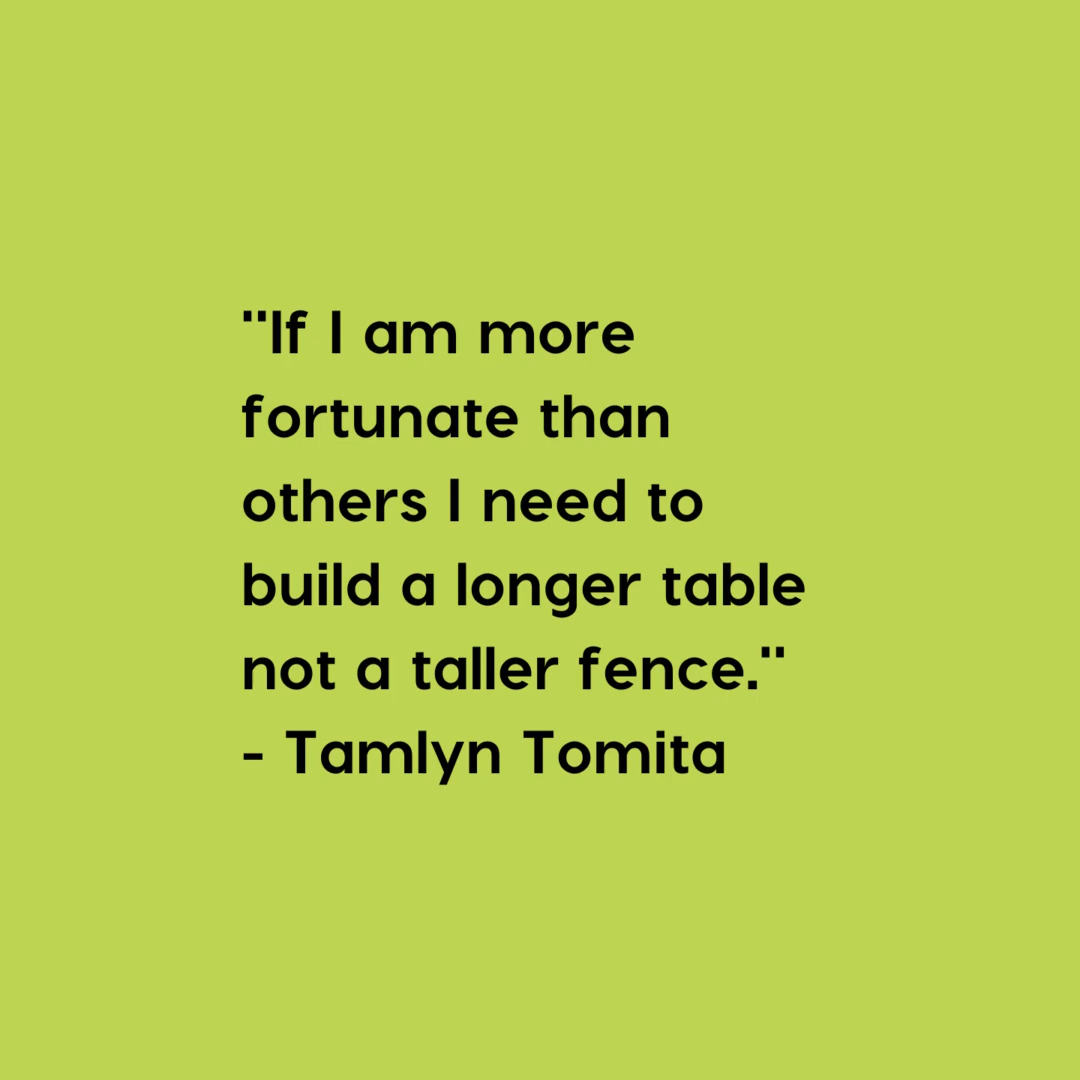 "If I am more
fortunate than
others I need to
build a longer table
not a taller fence."
- Tamlyn Tomita